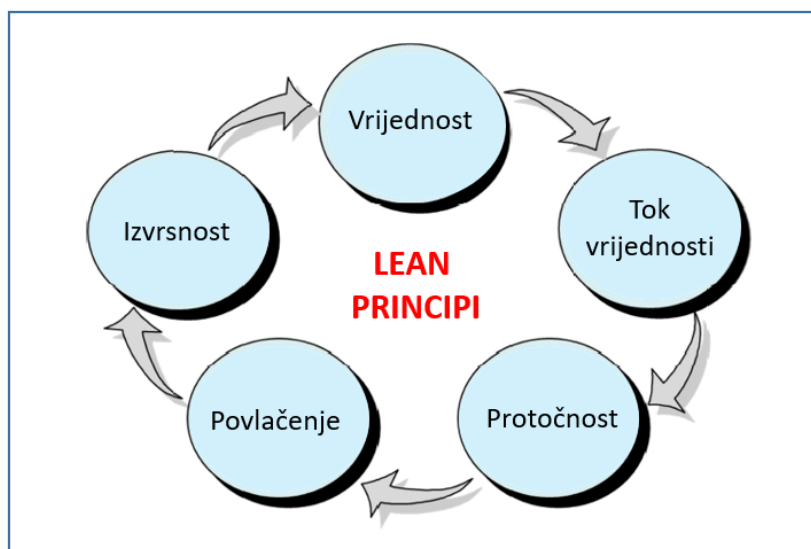 Vrijednost
Tok
vrijednosti
Protočnost
Povlačenje
Izvrsnost
LEAN
PRINCIPI